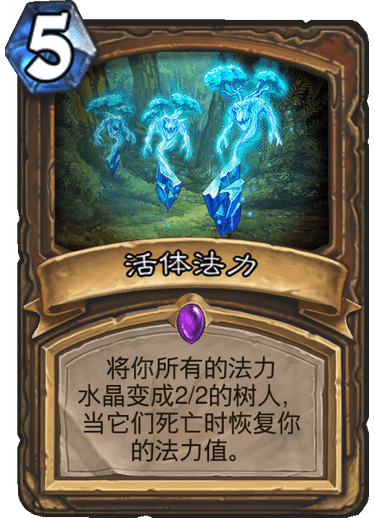 5
活体法力
将你所有的法力
水晶变成2/2的树人，
当它们死亡时恢复你
的法力值。